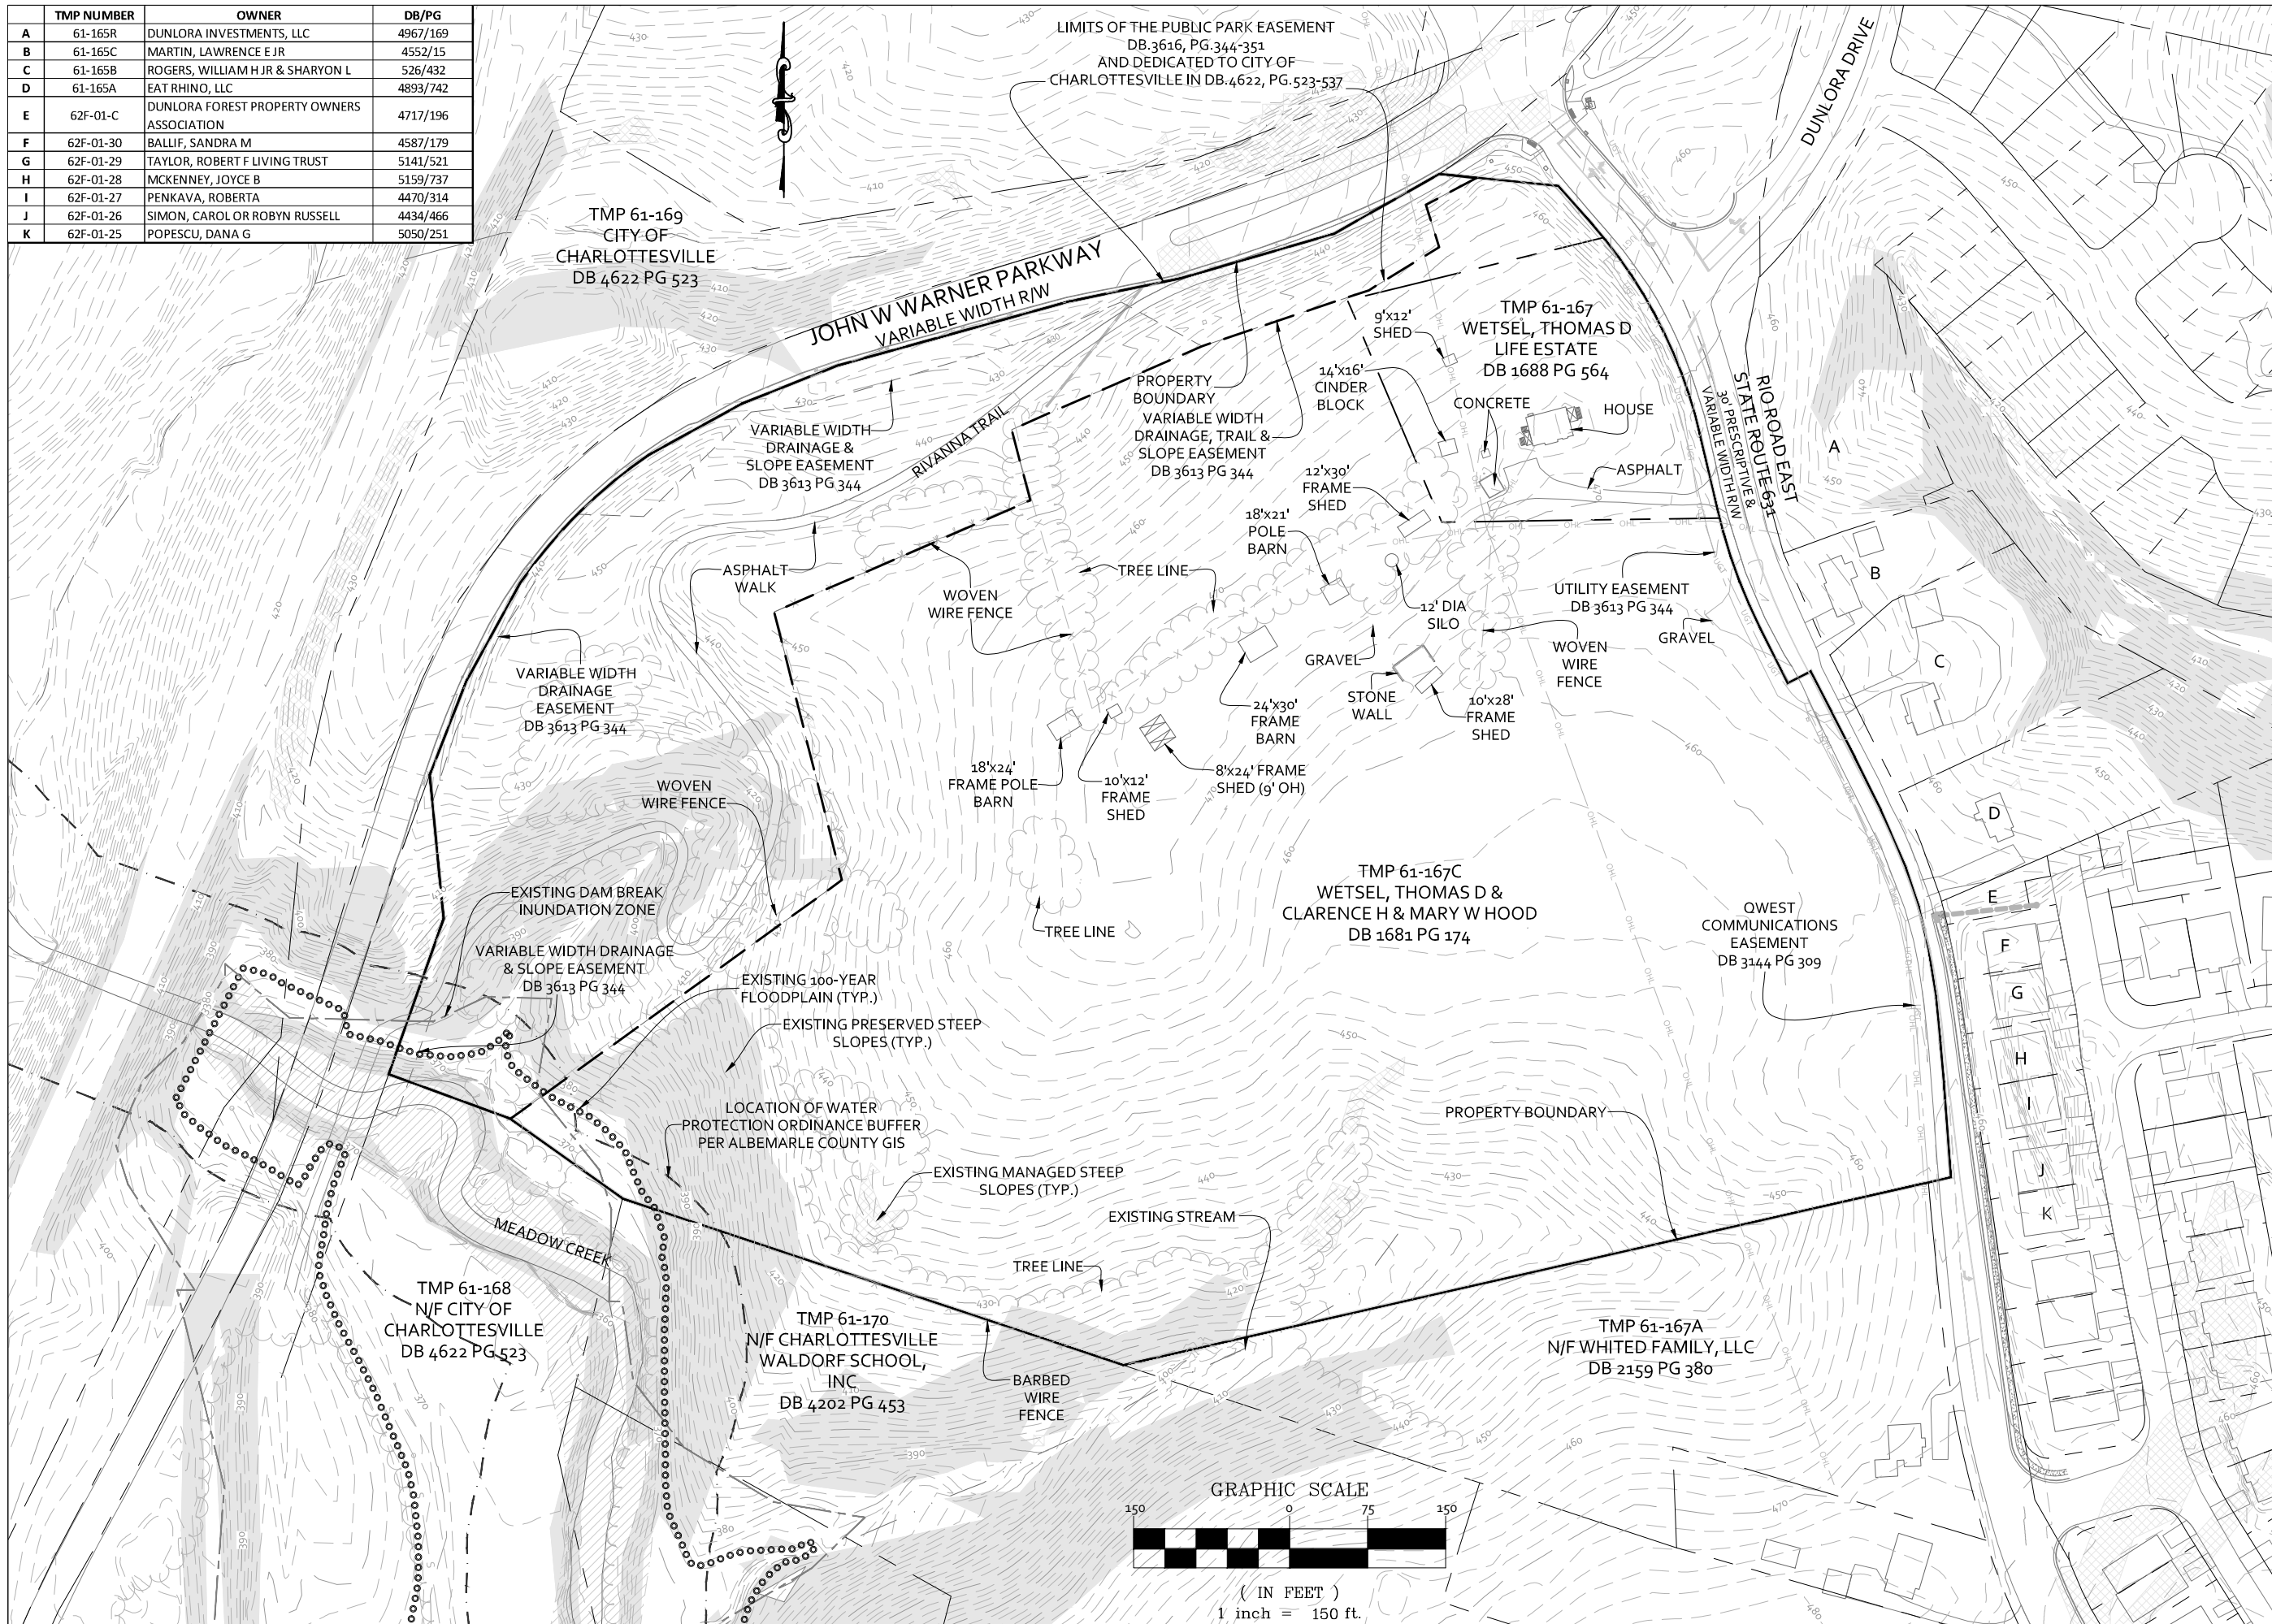 TMP NUMBER OWNER DB/PG
A 61-165R DUNLORA INVESTMENTS, LLC 4967/169
B 61-165C MARTIN, LAWRENCE E JR 4552/15
C 61-165B ROGERS, WILLIAM H JR & SHARYON L 526/432
D 61-165A EAT RHINO, LLC 4893/742
E 62F-01-C DUNLORA FOREST PROPERTY OWNERS ASSOCIATION 4717/196
F 62F-01-30 BALLIF, SANDRA M 4587/179
G 62F-01-29 TAYLOR, ROBERT F LIVING TRUST 5141/521
H 62F-01-28 MCKENNEY, JOYCE B 5159/737
I 62F-01-27 PENKAVA, ROBERTA 4470/314
J 62F-01-26 SIMON, CAROL OR ROBYN RUSSELL 4434/466
K 62F-01-25 POPESCU, DANA G 5050/251
LIMITS OF THE PUBLIC PARK EASEMENT
DB.3616, PG.344-351
AND DEDICATED TO CITY OF
CHARLOTTESVILLE IN DB.4622, PG.523-537
DUNLORA DRIVE
TMP 61-169
CITY OF
CHARLOTTESVILLE
DB 4622 PG 523
JOHN W WARNER PARKWAY
VARIABLE WIDTH R/W
TMP 61-167
WETSEL, THOMAS D
LIFE ESTATE
DB 1688 PG 564
9'x12'
SHED
14'x16'
CINDER
BLOCK
CONCRETE
HOUSE
ASPHALT
RIO ROAD EAST
STATE ROUTE 631
30' PRESCRIPTIVE &
VARIABLE WIDTH R/W
PROPERTY
BOUNDARY
VARIABLE WIDTH
DRAINAGE, TRAIL &
SLOPE EASEMENT
DB 3613 PG 344
VARIABLE WIDTH
DRAINAGE &
SLOPE EASEMENT
DB 3613 PG 344
RIVANNA TRAIL
12'x30'
FRAME
SHED
18'x21'
POLE
BARN
ASPHALT
WALK
WOVEN
WIRE FENCE
TREE LINE
12' DIA
SILO
UTILITY EASEMENT
DB 3613 PG 344
GRAVEL
GRAVEL
WOVEN
WIRE
FENCE
STONE
WALL
10'x28'
FRAME
SHED
24'x30'
FRAME
BARN
8'x24' FRAME
SHED (9' OH)
10'x12'
FRAME
SHED
18'x24'
FRAME POLE
BARN
VARIABLE WIDTH
DRAINAGE
EASEMENT
DB 3613 PG 344
WOVEN
WIRE FENCE
EXISTING DAM BREAK
INUNDATION ZONE
VARIABLE WIDTH DRAINAGE
& SLOPE EASEMENT
DB 3613 PG 344
TREE LINE
TMP 61-167C
WETSEL, THOMAS D &
CLARENCE H & MARY W HOOD
DB 1681 PG 174
QWEST
COMMUNICATIONS
EASEMENT
DB 3144 PG 309
EXISTING 100-YEAR
FLOODPLAIN (TYP.)
EXISTING PRESERVED STEEP
SLOPES (TYP.)
LOCATION OF WATER
PROTECTION ORDINANCE BUFFER
PER ALBEMARLE COUNTY GIS
EXISTING MANAGED STEEP
SLOPES (TYP.)
PROPERTY BOUNDARY
EXISTING STREAM
MEADOW CREEK
TREE LINE
TMP 61-168
N/F CITY OF
CHARLOTTESVILLE
DB 4622 PG 523
TMP 61-170
N/F CHARLOTTESVILLE
WALDORF SCHOOL,
INC
DB 4202 PG 453
BARBED
WIRE
FENCE
TMP 61-167A
N/F WHITED FAMILY, LLC
DB 2159 PG 380
A
B
C
D
E
F
G
H
I
J
K
GRAPHIC SCALE
150 0 75 150
( IN FEET )
1 inch = 150 ft.